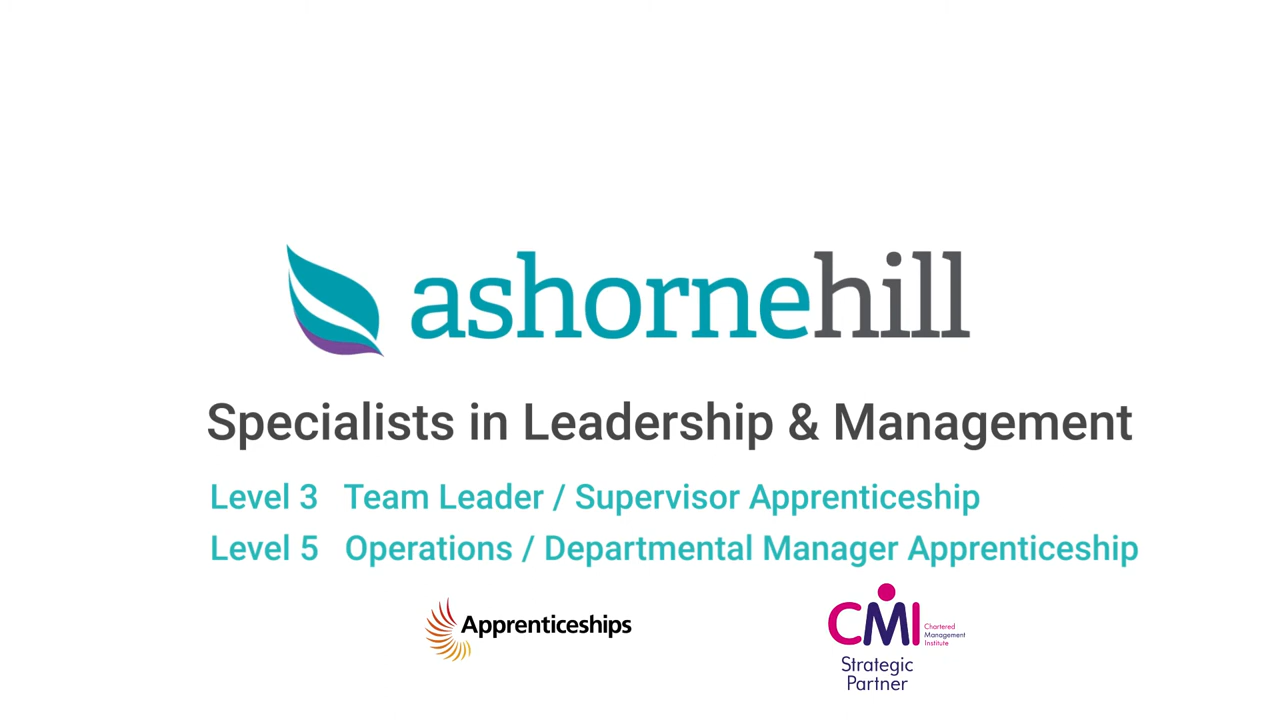 ashornehill
Specialists in Leadership & Management
Level 3 Team Leader / Supervisor Apprenticeship
Level 5 Operations / Departmental Manager Apprenticeship
Apprenticeships
CMI
Chartered
Management
Institute
Strategic
Partner